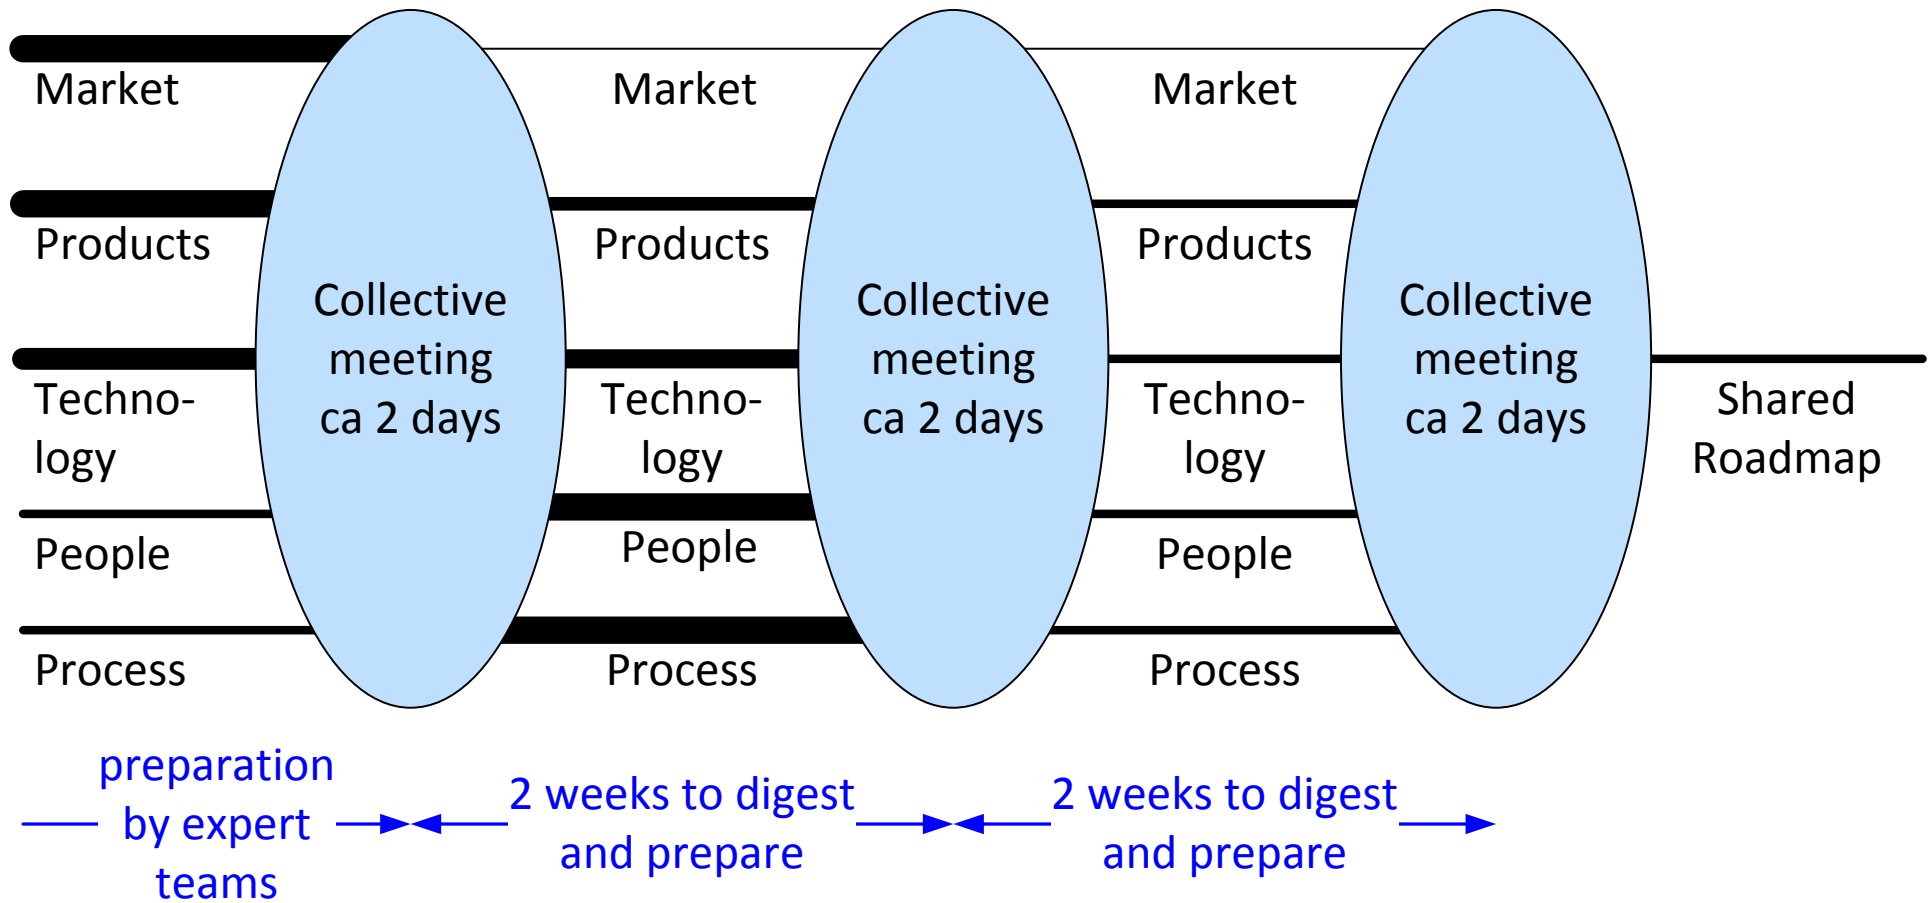 Market
Market
Market
Products
Products
Products
Collective
meeting
ca 2 days
Collective
meeting
ca 2 days
Collective
meeting
ca 2 days
Techno-
logy
Techno-
logy
Techno-
logy
Shared
Roadmap
People
People
People
Process
Process
Process
preparation
by expert
teams
2 weeks to digest
and prepare
2 weeks to digest
and prepare